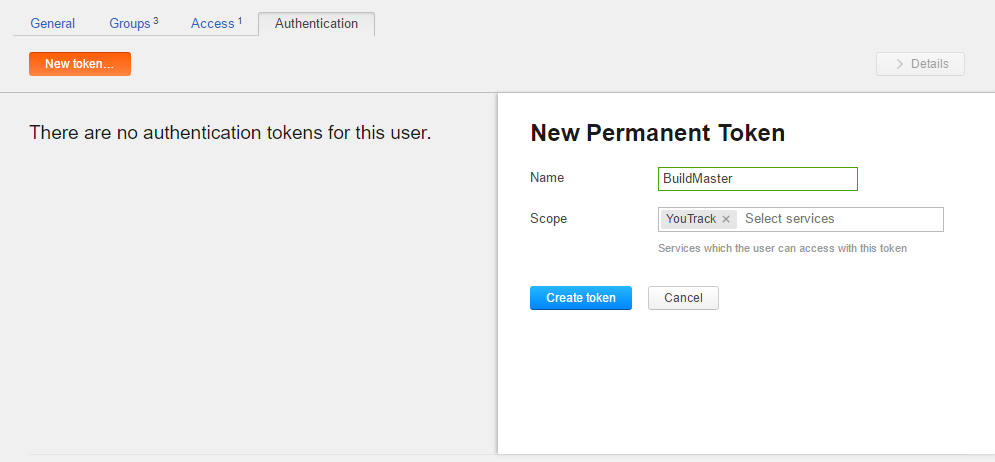 General Groups 3 Access 1 Authentication
New token... Details
There are no authentication tokens for this user.
New Permanent Token
Name BuildMaster
Scope YouTrack × Select services
Services which the user can access with this token
Create token Cancel